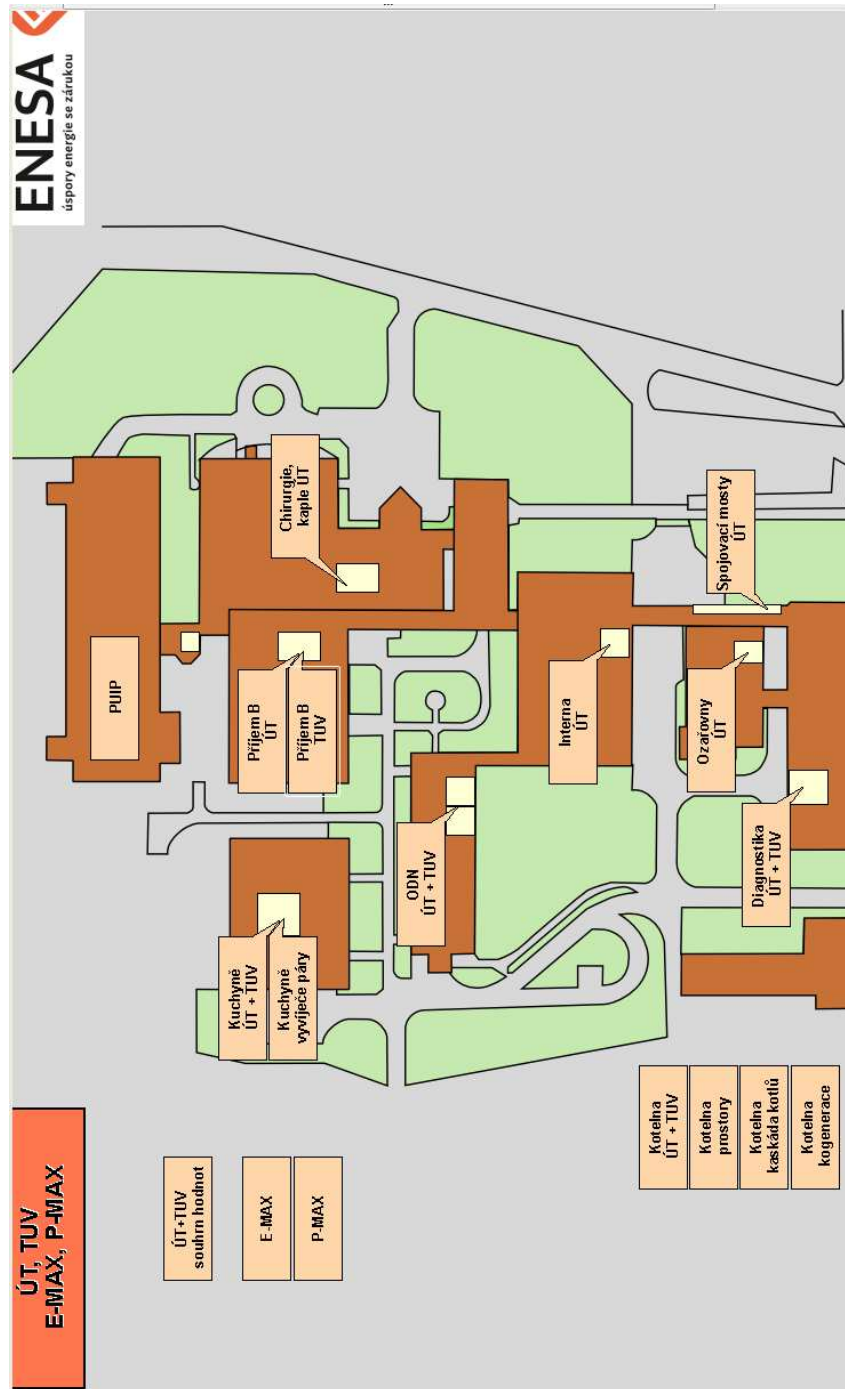 ÚT, TUV
E-MAX, P-MAX
ENESA
úspory energie se zárukou
PUIP
ÚT+TUV
souhrn hodnot
E-MAX
P-MAX
Kuchyně
ÚT + TUV
Kuchyně
vyvíječe páry
Příjem B
ÚT
Příjem B
TUV
Chirurgie,
kaple ÚT
ODN
ÚT + TUV
Interna
ÚT
Kotelna
ÚT + TUV
Kotelna
prostory
Kotelna
kaskáda kotlů
Kotelna
kogenerace
Ozařovny
ÚT
Spojovací mosty
ÚT
Diagnostika
ÚT + TUV